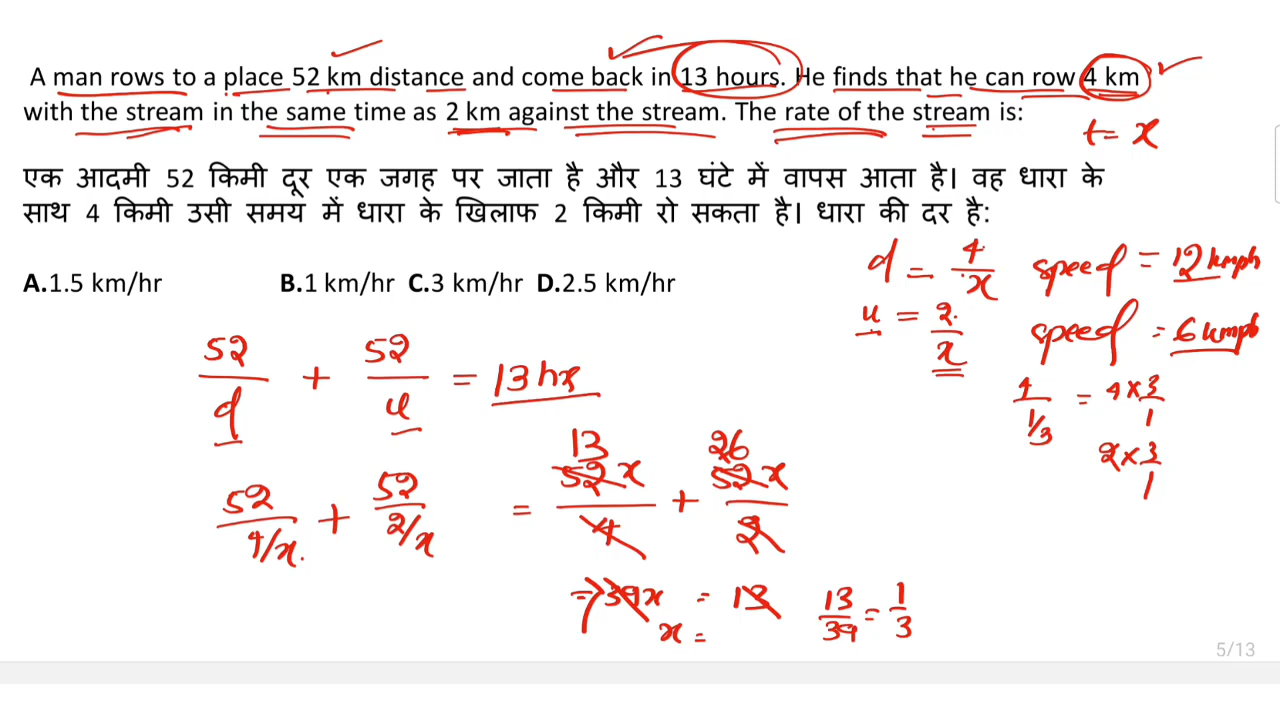 A man rows to a place 52 km distance and come back in 13 hours. He finds that he can row 4 km
with the stream in the same time as 2 km against the stream. The rate of the stream is:
t = x
एक आदमी 52 किमी दूर एक जगह पर जाता है और 13 घंटे में वापस आता है। वह धारा के
साथ 4 किमी उसी समय में धारा के खिलाफ 2 किमी रो सकता है। धारा की दर है:
A.1.5 km/hr B.1 km/hr C.3 km/hr D.2.5 km/hr
d = 4/x speed = 12 kmph
u = 2/x speed = 6 kmph
52/d + 52/u = 13 hrs
4/1/3 = 4 × 3/1
2 × 3/1
52/4/x + 52/2/x = 13 52x/4 + 26 52x/2
=> 39x = 13 13/39 = 1/3
x =
5/13